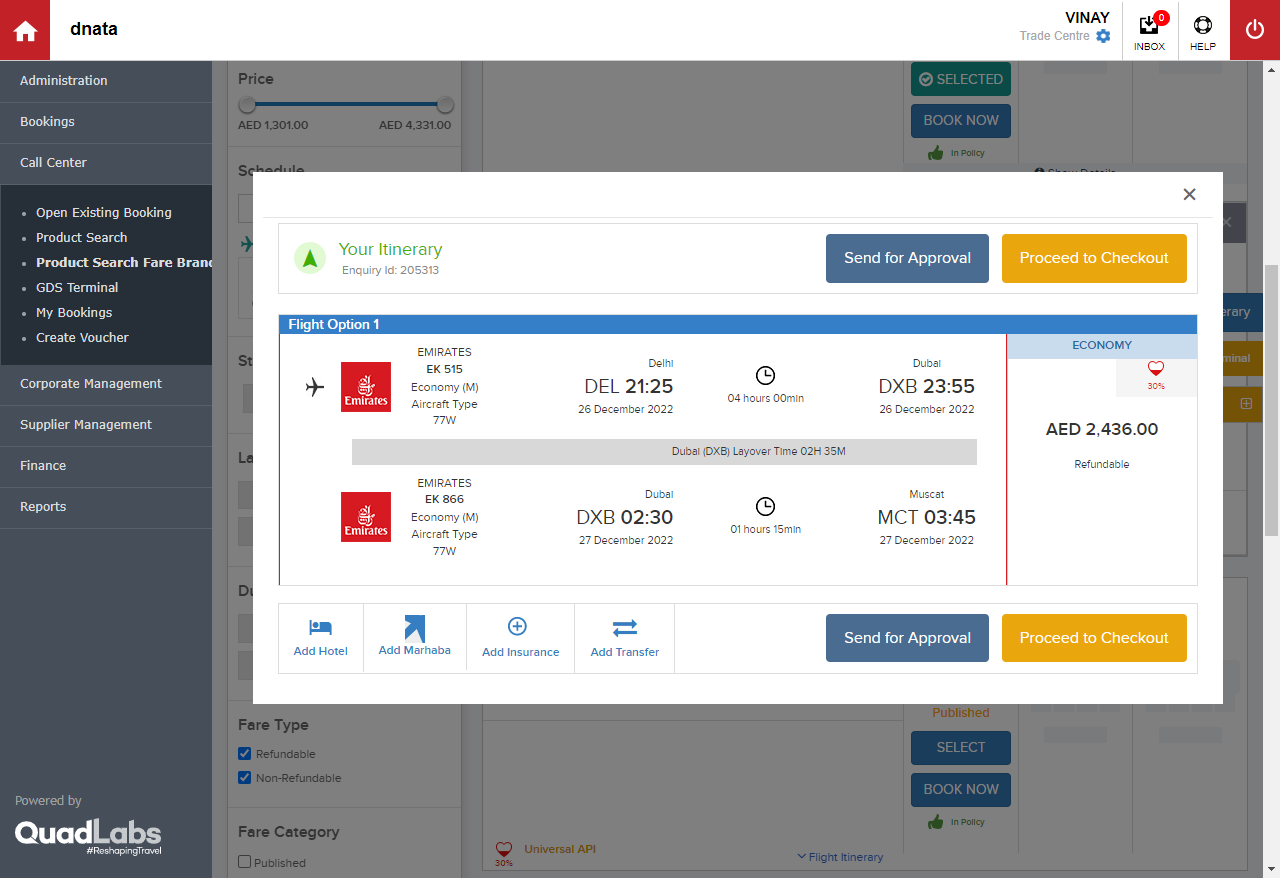 dnata
VINAY
Trade Centre
0
INBOX
HELP
Administration
Bookings
Call Center
Open Existing Booking
Product Search
Product Search Fare Bran
GDS Terminal
My Bookings
Create Voucher
Corporate Management
Supplier Management
Finance
Reports
Powered by
QuadLabs
#ReshapingTravel
Price
AED 1,301.00 AED 4,331.00
Schedule
St
La
Du
Fare Type
Refundable
Non-Refundable
Fare Category
Published
SELECTED
BOOK NOW
In Policy
Show Details
×
Your Itinerary
Enquiry Id: 205313
Send for Approval
Proceed to Checkout
Flight Option 1
Emirates
EMIRATES
EK 515
Economy (M)
Aircraft Type
77W
Delhi
DEL 21:25
26 December 2022
04 hours 00min
Dubai
DXB 23:55
26 December 2022
Dubai (DXB) Layover Time 02H 35M
Emirates
EMIRATES
EK 866
Economy (M)
Aircraft Type
77W
Dubai
DXB 02:30
27 December 2022
01 hours 15min
Muscat
MCT 03:45
27 December 2022
ECONOMY
30%
AED 2,436.00
Refundable
Add Hotel
Add Marhaba
Add Insurance
Add Transfer
Send for Approval
Proceed to Checkout
erary
minal
Published
SELECT
BOOK NOW
In Policy
30%
Universal API
Flight Itinerary